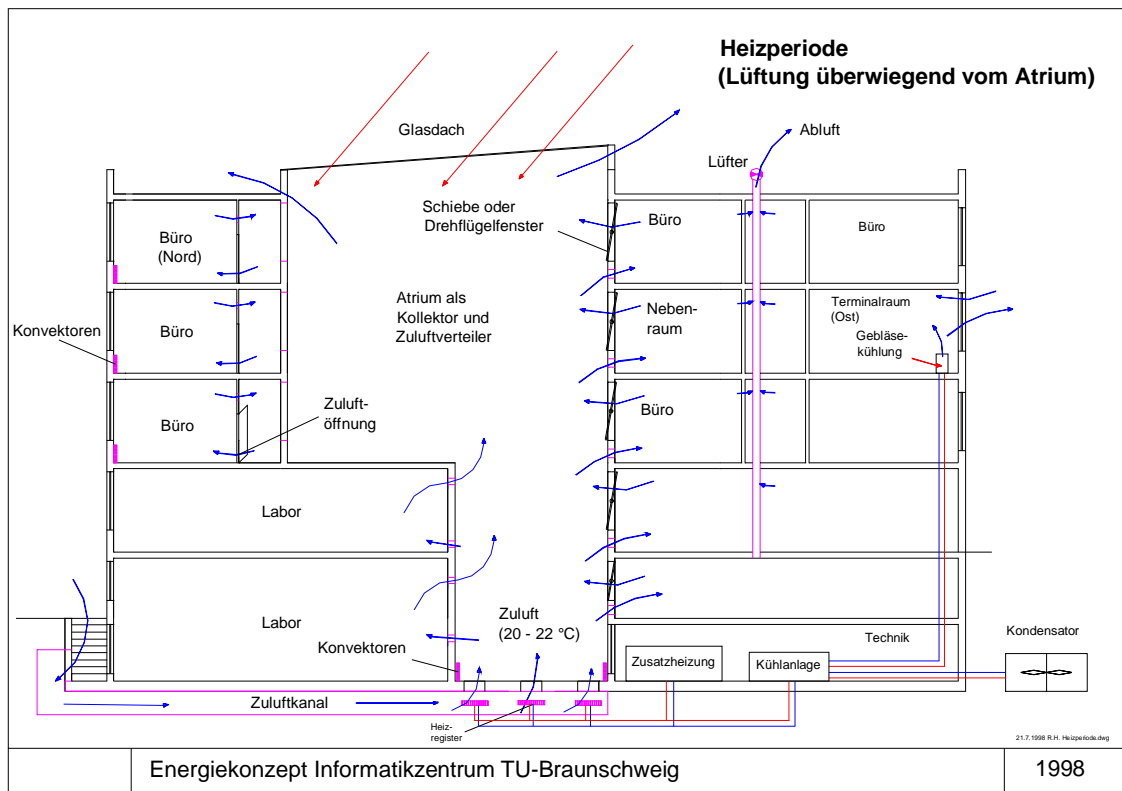 Heizperiode
(Lüftung überwiegend vom Atrium)
Glasdach
Abluft
Lüfter
Schiebe oder
Drehflügelfenster
Büro
(Nord)
Büro
Büro
Atrium als
Kollektor und
Zuluftverteiler
Neben-
raum
Terminalraum
(Ost)
Gebläse-
kühlung
Konvektoren
Büro
Büro
Büro
Zuluft-
öffnung
Labor
Labor
Zuluft
(20 - 22 °C)
Konvektoren
Technik
Zusatzheizung
Kühlanlage
Kondensator
Zuluftkanal
Heiz-
register
21.7.1998 R.H. Heizperiode.dwg
Energiekonzept Informatikzentrum TU-Braunschweig
1998